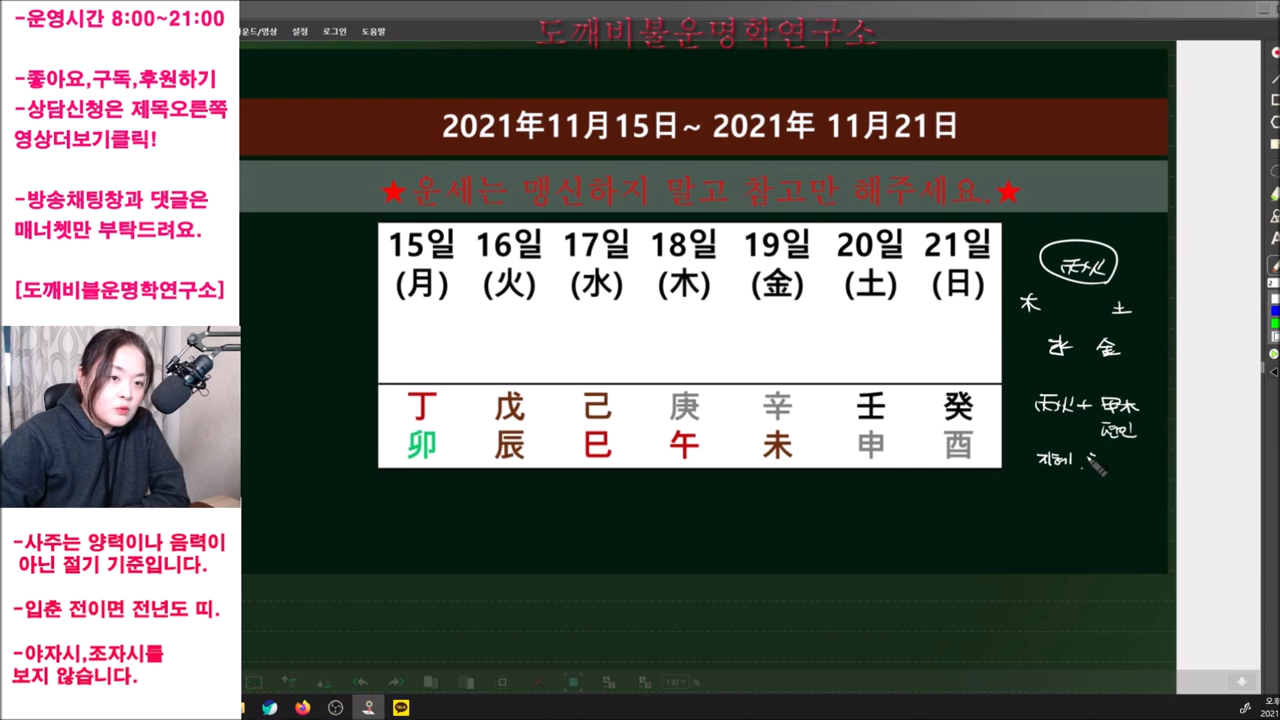 -운영시간 8:00~21:00
-좋아요,구독,후원하기
-상담신청은 제목오른쪽
영상더보기클릭!
-방송채팅창과 댓글은
매너쳇만 부탁드려요.
[도깨비불운명학연구소]
-사주는 양력이나 음력이
아닌 절기 기준입니다.
-입춘 전이면 전년도 띠.
-야자시,조자시를
보지 않습니다.
설정 로그인 도움말
도깨비불운명학연구소
2021年11月15日~ 2021年 11月21日
★운세는 맹신하지 말고 참고만 해주세요.★
15일 16일 17일 18일 19일 20일 21일
(月) (火) (水) (木) (金) (土) (日)
丁 戊 己 庚 辛 壬 癸
卯 辰 巳 午 未 申 酉
木 土
水 金
甲木
지혜
130 %
2021